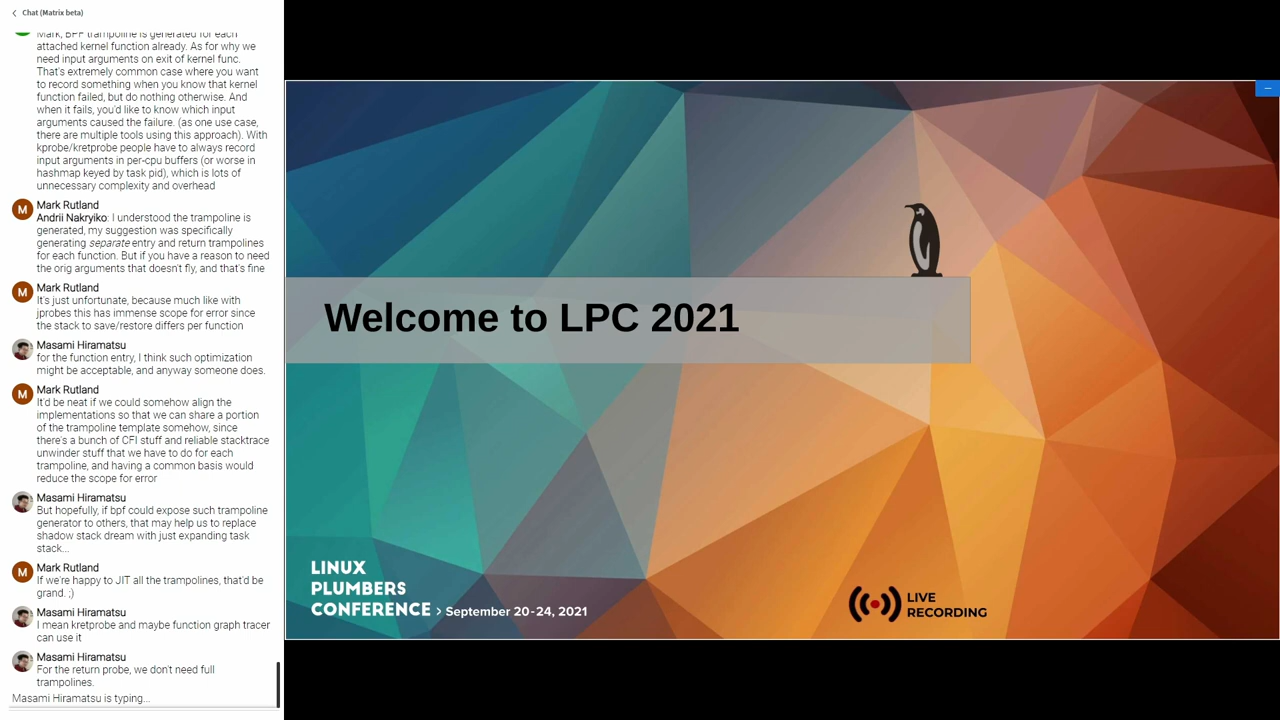 Chat (Matrix beta)
Mark, BPF trampoline is generated for each
attached kernel function already. As for why we
need input arguments on exit of kernel func.
That's extremely common case where you want
to record something when you know that kernel
function failed, but do nothing otherwise. And
when it fails, you'd like to know which input
arguments caused the failure. (as one use case,
there are multiple tools using this approach). With
kprobe/kretprobe people have to always record
input arguments in per-cpu buffers (or worse in
hashmap keyed by task pid), which is lots of
unnecessary complexity and overhead
M
Mark Rutland
Andrii Nakryiko: I understood the trampoline is
generated, my suggestion was specifically
generating separate entry and return trampolines
for each function. But if you have a reason to need
the orig arguments that doesn't fly, and that's fine
M
Mark Rutland
It's just unfortunate, because much like with
jprobes this has immense scope for error since
the stack to save/restore differs per function
Masami Hiramatsu
for the function entry, I think such optimization
might be acceptable, and anyway someone does.
M
Mark Rutland
It'd be neat if we could somehow align the
implementations so that we can share a portion
of the trampoline template somehow, since
there's a bunch of CFI stuff and reliable stacktrace
unwinder stuff that we have to do for each
trampoline, and having a common basis would
reduce the scope for error
Masami Hiramatsu
But hopefully, if bpf could expose such trampoline
generator to others, that may help us to replace
shadow stack dream with just expanding task
stack...
M
Mark Rutland
If we're happy to JIT all the trampolines, that'd be
grand. ;)
Masami Hiramatsu
I mean kretprobe and maybe function graph tracer
can use it
Masami Hiramatsu
For the return probe, we don't need full
trampolines.
Masami Hiramatsu is typing...
Welcome to LPC 2021
LINUX
PLUMBERS
CONFERENCE > September 20-24, 2021
LIVE
RECORDING